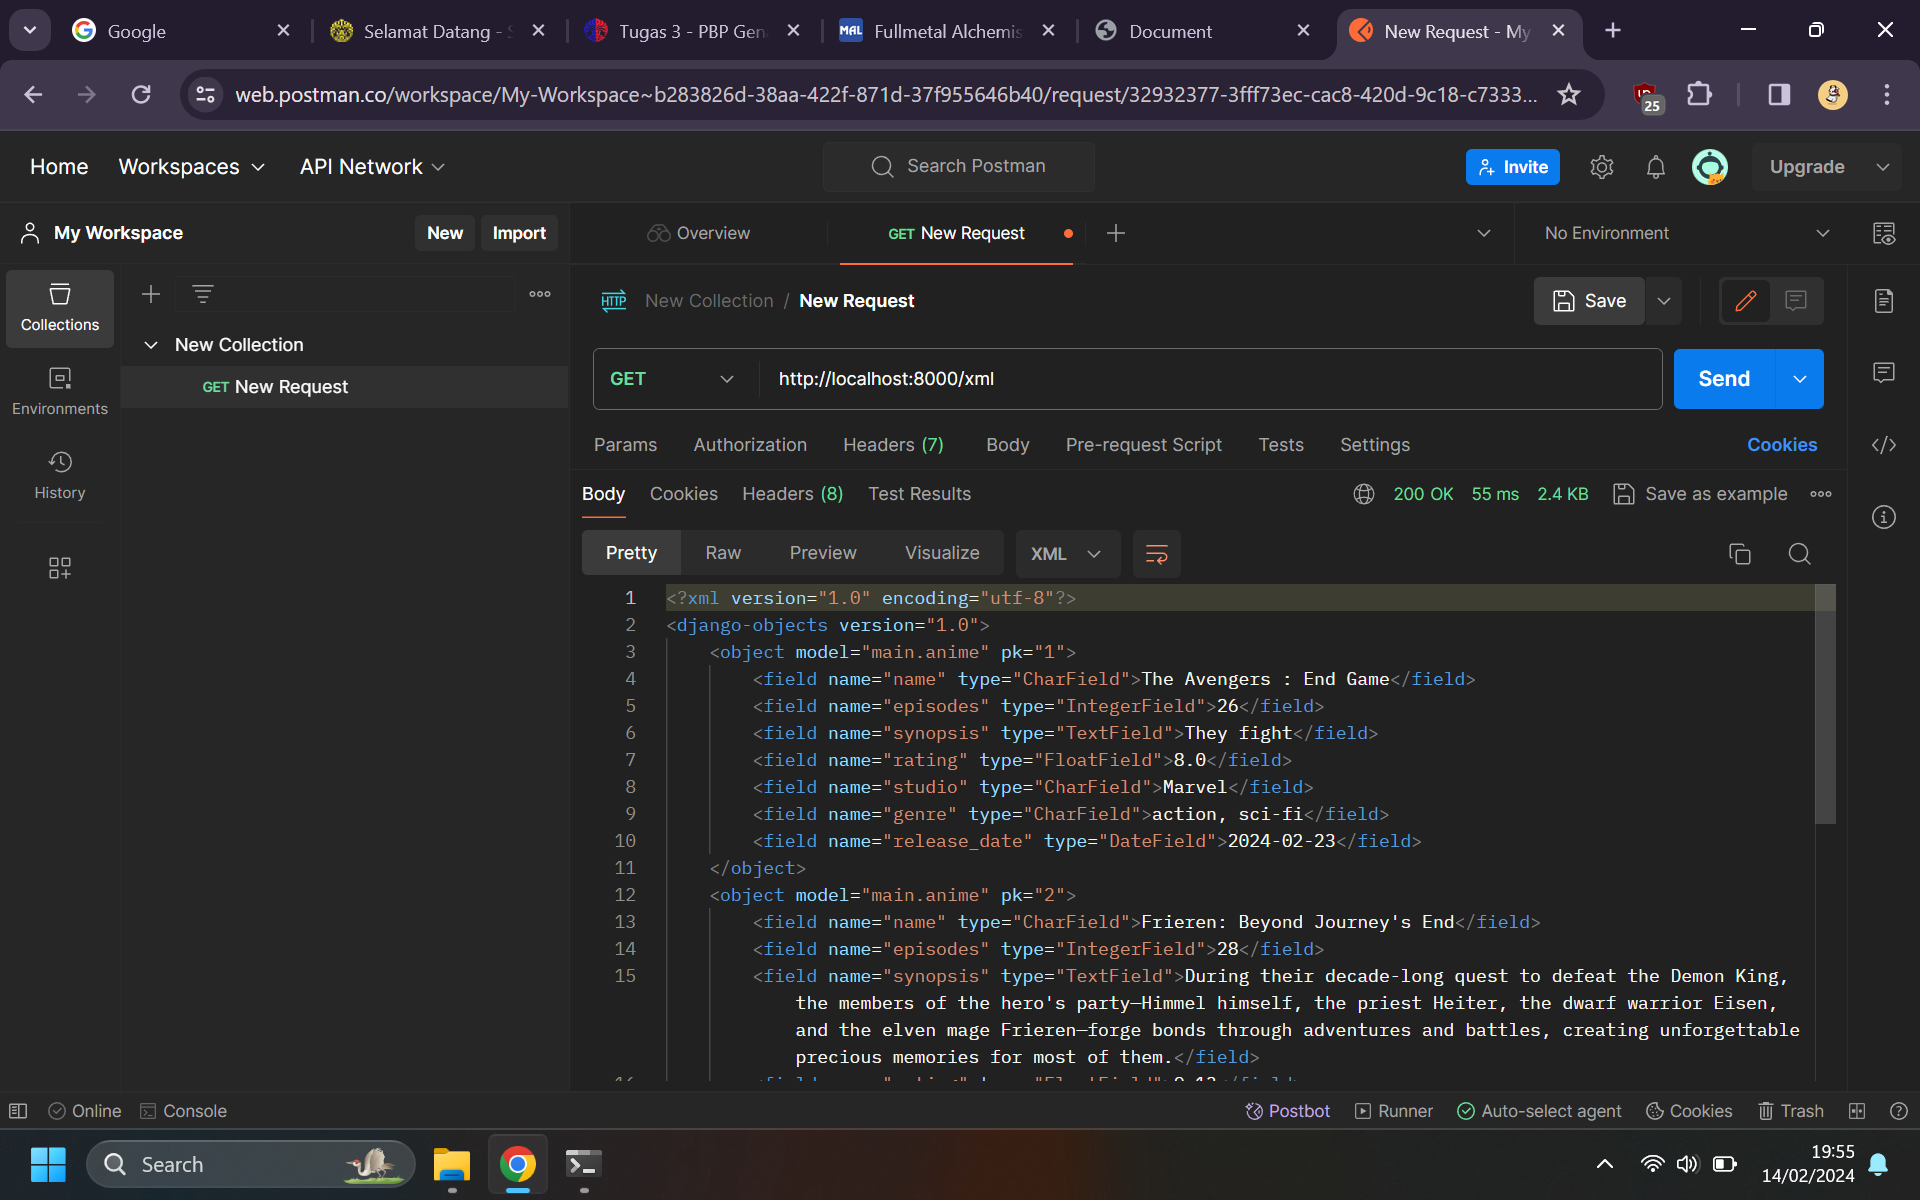 Google
Selamat Datang - S
Tugas 3 - PBP Gen
MAL Fullmetal Alchemis
Document
New Request - My
web.postman.co/workspace/My-Workspace~b283826d-38aa-422f-871d-37f955646b40/request/32932377-3fff73ec-cac8-420d-9c18-c7333...
25
Home
Workspaces
API Network
Search Postman
Invite
Upgrade
My Workspace
New
Import
Overview
GET New Request
No Environment
Collections
Environments
History
New Collection
GET New Request
HTTP New Collection / New Request
Save
GET
http://localhost:8000/xml
Send
Params
Authorization
Headers (7)
Body
Pre-request Script
Tests
Settings
Cookies
Body
Cookies
Headers (8)
Test Results
200 OK 55 ms 2.4 KB
Save as example
Pretty
Raw
Preview
Visualize
XML
1 <?xml version="1.0" encoding="utf-8"?>
2 <django-objects version="1.0">
3 <object model="main.anime" pk="1">
4 <field name="name" type="CharField">The Avengers : End Game</field>
5 <field name="episodes" type="IntegerField">26</field>
6 <field name="synopsis" type="TextField">They fight</field>
7 <field name="rating" type="FloatField">8.0</field>
8 <field name="studio" type="CharField">Marvel</field>
9 <field name="genre" type="CharField">action, sci-fi</field>
10 <field name="release_date" type="DateField">2024-02-23</field>
11 </object>
12 <object model="main.anime" pk="2">
13 <field name="name" type="CharField">Frieren: Beyond Journey's End</field>
14 <field name="episodes" type="IntegerField">28</field>
15 <field name="synopsis" type="TextField">During their decade-long quest to defeat the Demon King,
the members of the hero's party—Himmel himself, the priest Heiter, the dwarf warrior Eisen,
and the elven mage Frieren—forge bonds through adventures and battles, creating unforgettable
precious memories for most of them.</field>
Online
Console
Postbot
Runner
Auto-select agent
Cookies
Trash
Search
19:55
14/02/2024